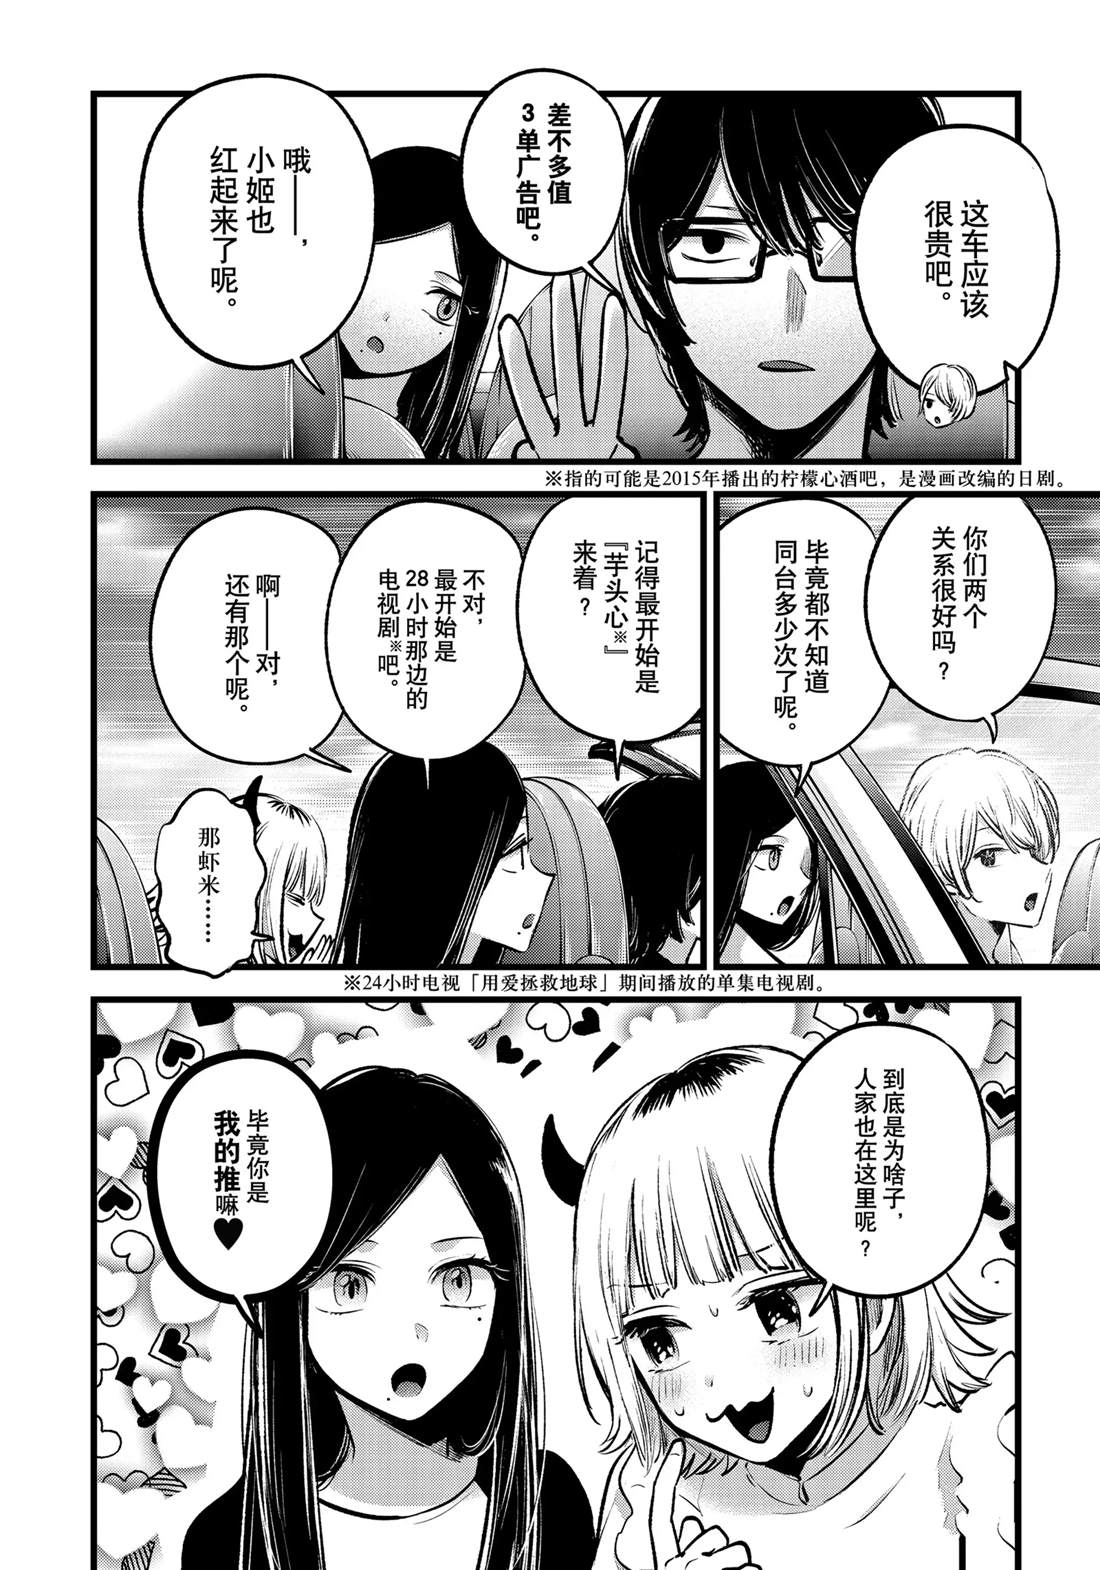 这车应该
很贵吧。
差不多值
3单广告吧。
哦——，
小姬也
红起来了呢。
※指的可能是2015年播出的柠檬心酒吧，是漫画改编的日剧。
你们两个
关系很好吗？
毕竟都不知道
同台多少次了呢。
记得最开始是
『芋头心※』
来着？
不对，
最开始是
28小时那边的
电视剧※吧。
啊——对，
还有那个呢。
那虾米……
※24小时电视「用爱拯救地球」期间播放的单集电视剧。
到底是为啥子，
人家也在这里呢？
毕竟你是
我的推嘛
♥